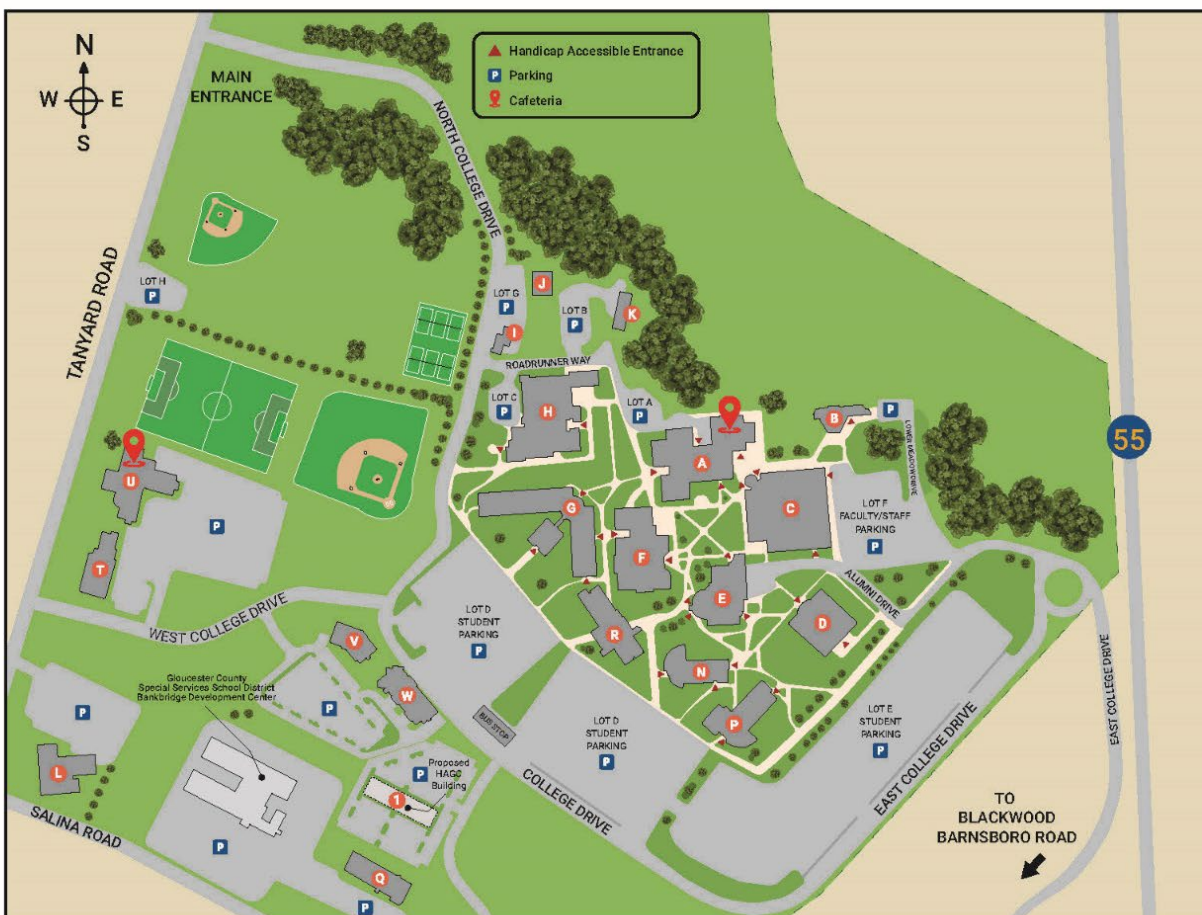 N
W
E
S
MAIN
ENTRANCE
Handicap Accessible Entrance
P
Parking
Cafeteria
NORTH COLLEGE DRIVE
TANYARD ROAD
LOT H
P
LOT G
P
J
LOT B
P
K
I
ROADRUNNER WAY
LOT C
P
H
LOT A
P
A
B
P
LOWER MEADOW DRIVE
55
U
P
T
G
F
C
LOT F
FACULTY/STAFF
PARKING
P
ALUMNI DRIVE
E
D
R
N
P
LOT D
STUDENT
PARKING
P
WEST COLLEGE DRIVE
V
W
Gloucester County
Special Services School District
Bankbridge Development Center
P
P
L
BUS STOP
LOT D
STUDENT
PARKING
P
LOT E
STUDENT
PARKING
P
EAST COLLEGE DRIVE
EAST COLLEGE DRIVE
COLLEGE DRIVE
Proposed
HAGC
Building
P
1
SALINA ROAD
P
Q
P
TO
BLACKWOOD
BARNSBORO ROAD